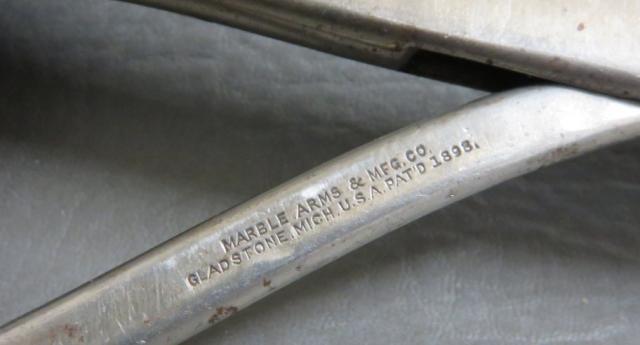 MARBLE ARMS & MFG. CO.
GLADSTONE, MICH. U.S.A. PAT'D 1898.